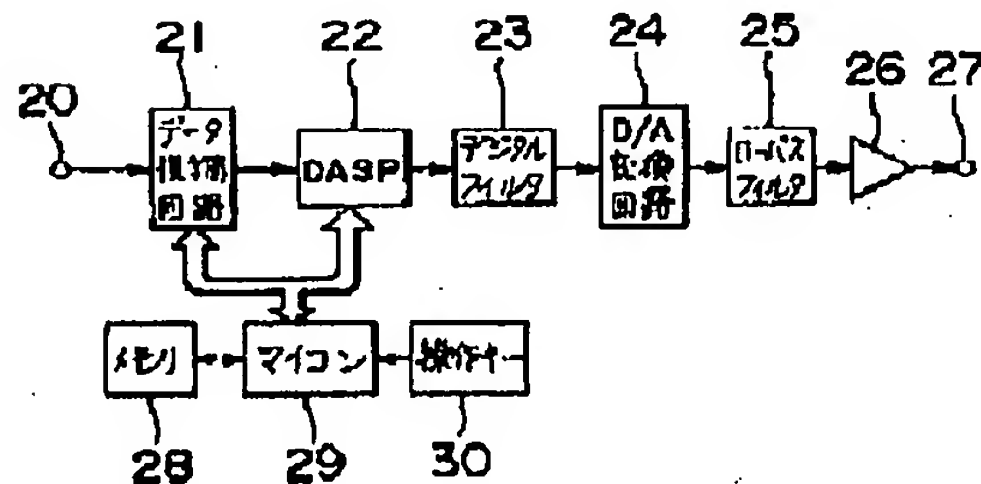 21
22
23
24
25
26
27
20
データ
復調
回路
DASP
デジタル
フィルタ
D/A
変換
回路
ローパス
フィルタ
メモリ
マイコン
操作キー
28
29
30